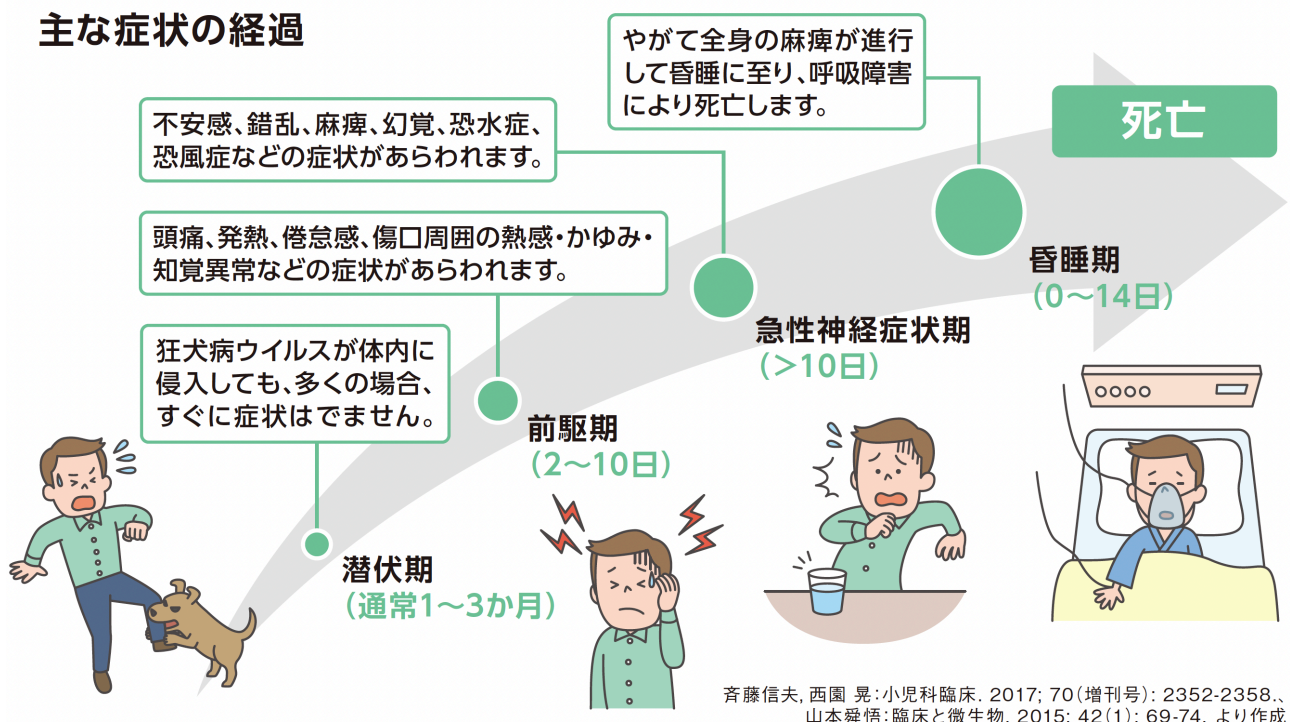 主な症状の経過
狂犬病ウイルスが体内に
侵入しても、多くの場合、
すぐに症状はでません。
潜伏期
（通常1〜3か月）
頭痛、発熱、倦怠感、傷口周囲の熱感・かゆみ・
知覚異常などの症状があらわれます。
前駆期
（2〜10日）
不安感、錯乱、麻痺、幻覚、恐水症、
恐風症などの症状があらわれます。
急性神経症状期
（＞10日）
やがて全身の麻痺が進行
して昏睡に至り、呼吸障害
により死亡します。
昏睡期
（0〜14日）
死亡
斉藤信夫, 西園 晃：小児科臨床. 2017; 70（増刊号）: 2352-2358.、
山本舜悟：臨床と微生物. 2015; 42（1）: 69-74. より作成